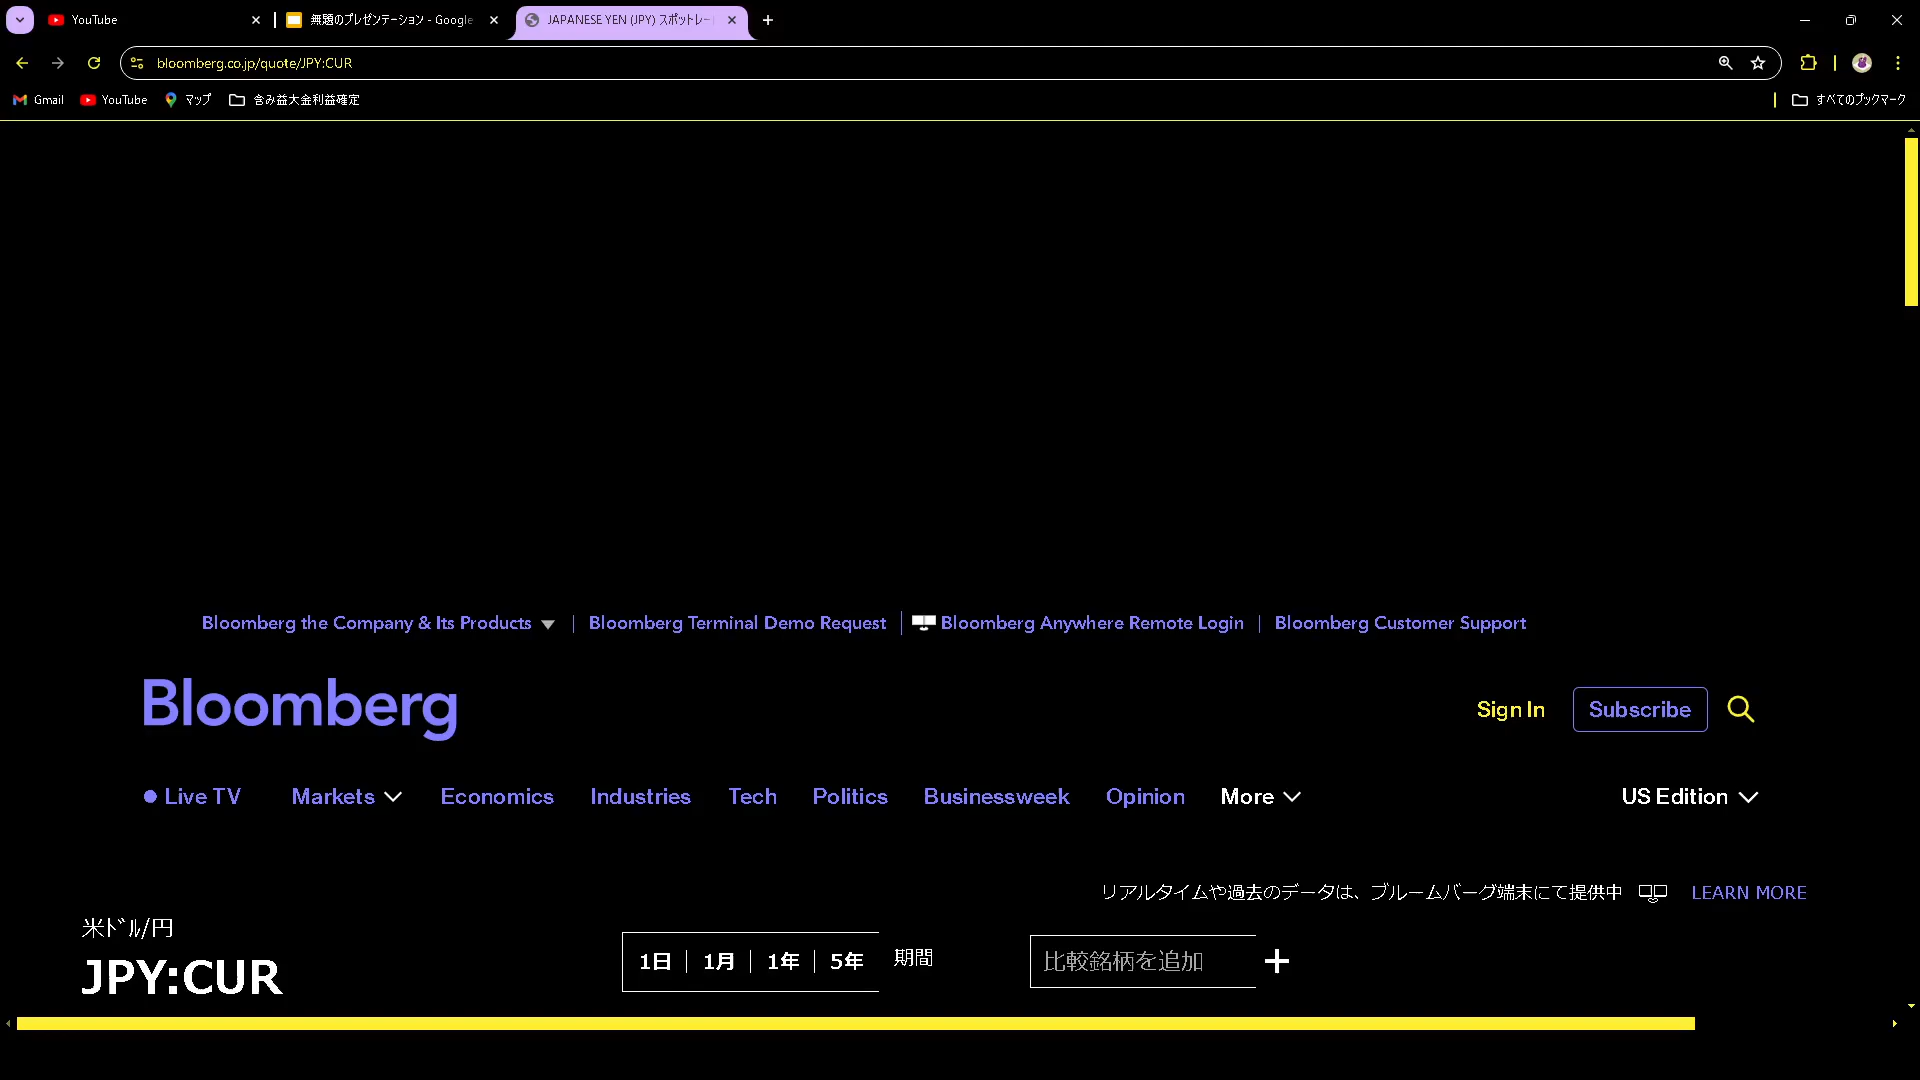 YouTube
無題のプレゼンテーション - Google
JAPANESE YEN (JPY) スポットレー
bloomberg.co.jp/quote/JPY:CUR
Gmail
YouTube
マップ
含み益大金利益確定
すべてのブックマーク
Bloomberg the Company & Its Products
Bloomberg Terminal Demo Request
Bloomberg Anywhere Remote Login
Bloomberg Customer Support
Bloomberg
Sign In
Subscribe
Live TV
Markets
Economics
Industries
Tech
Politics
Businessweek
Opinion
More
US Edition
リアルタイムや過去のデータは、ブルームバーグ端末にて提供中
LEARN MORE
米ドル/円
JPY:CUR
1日
1月
1年
5年
期間
比較銘柄を追加